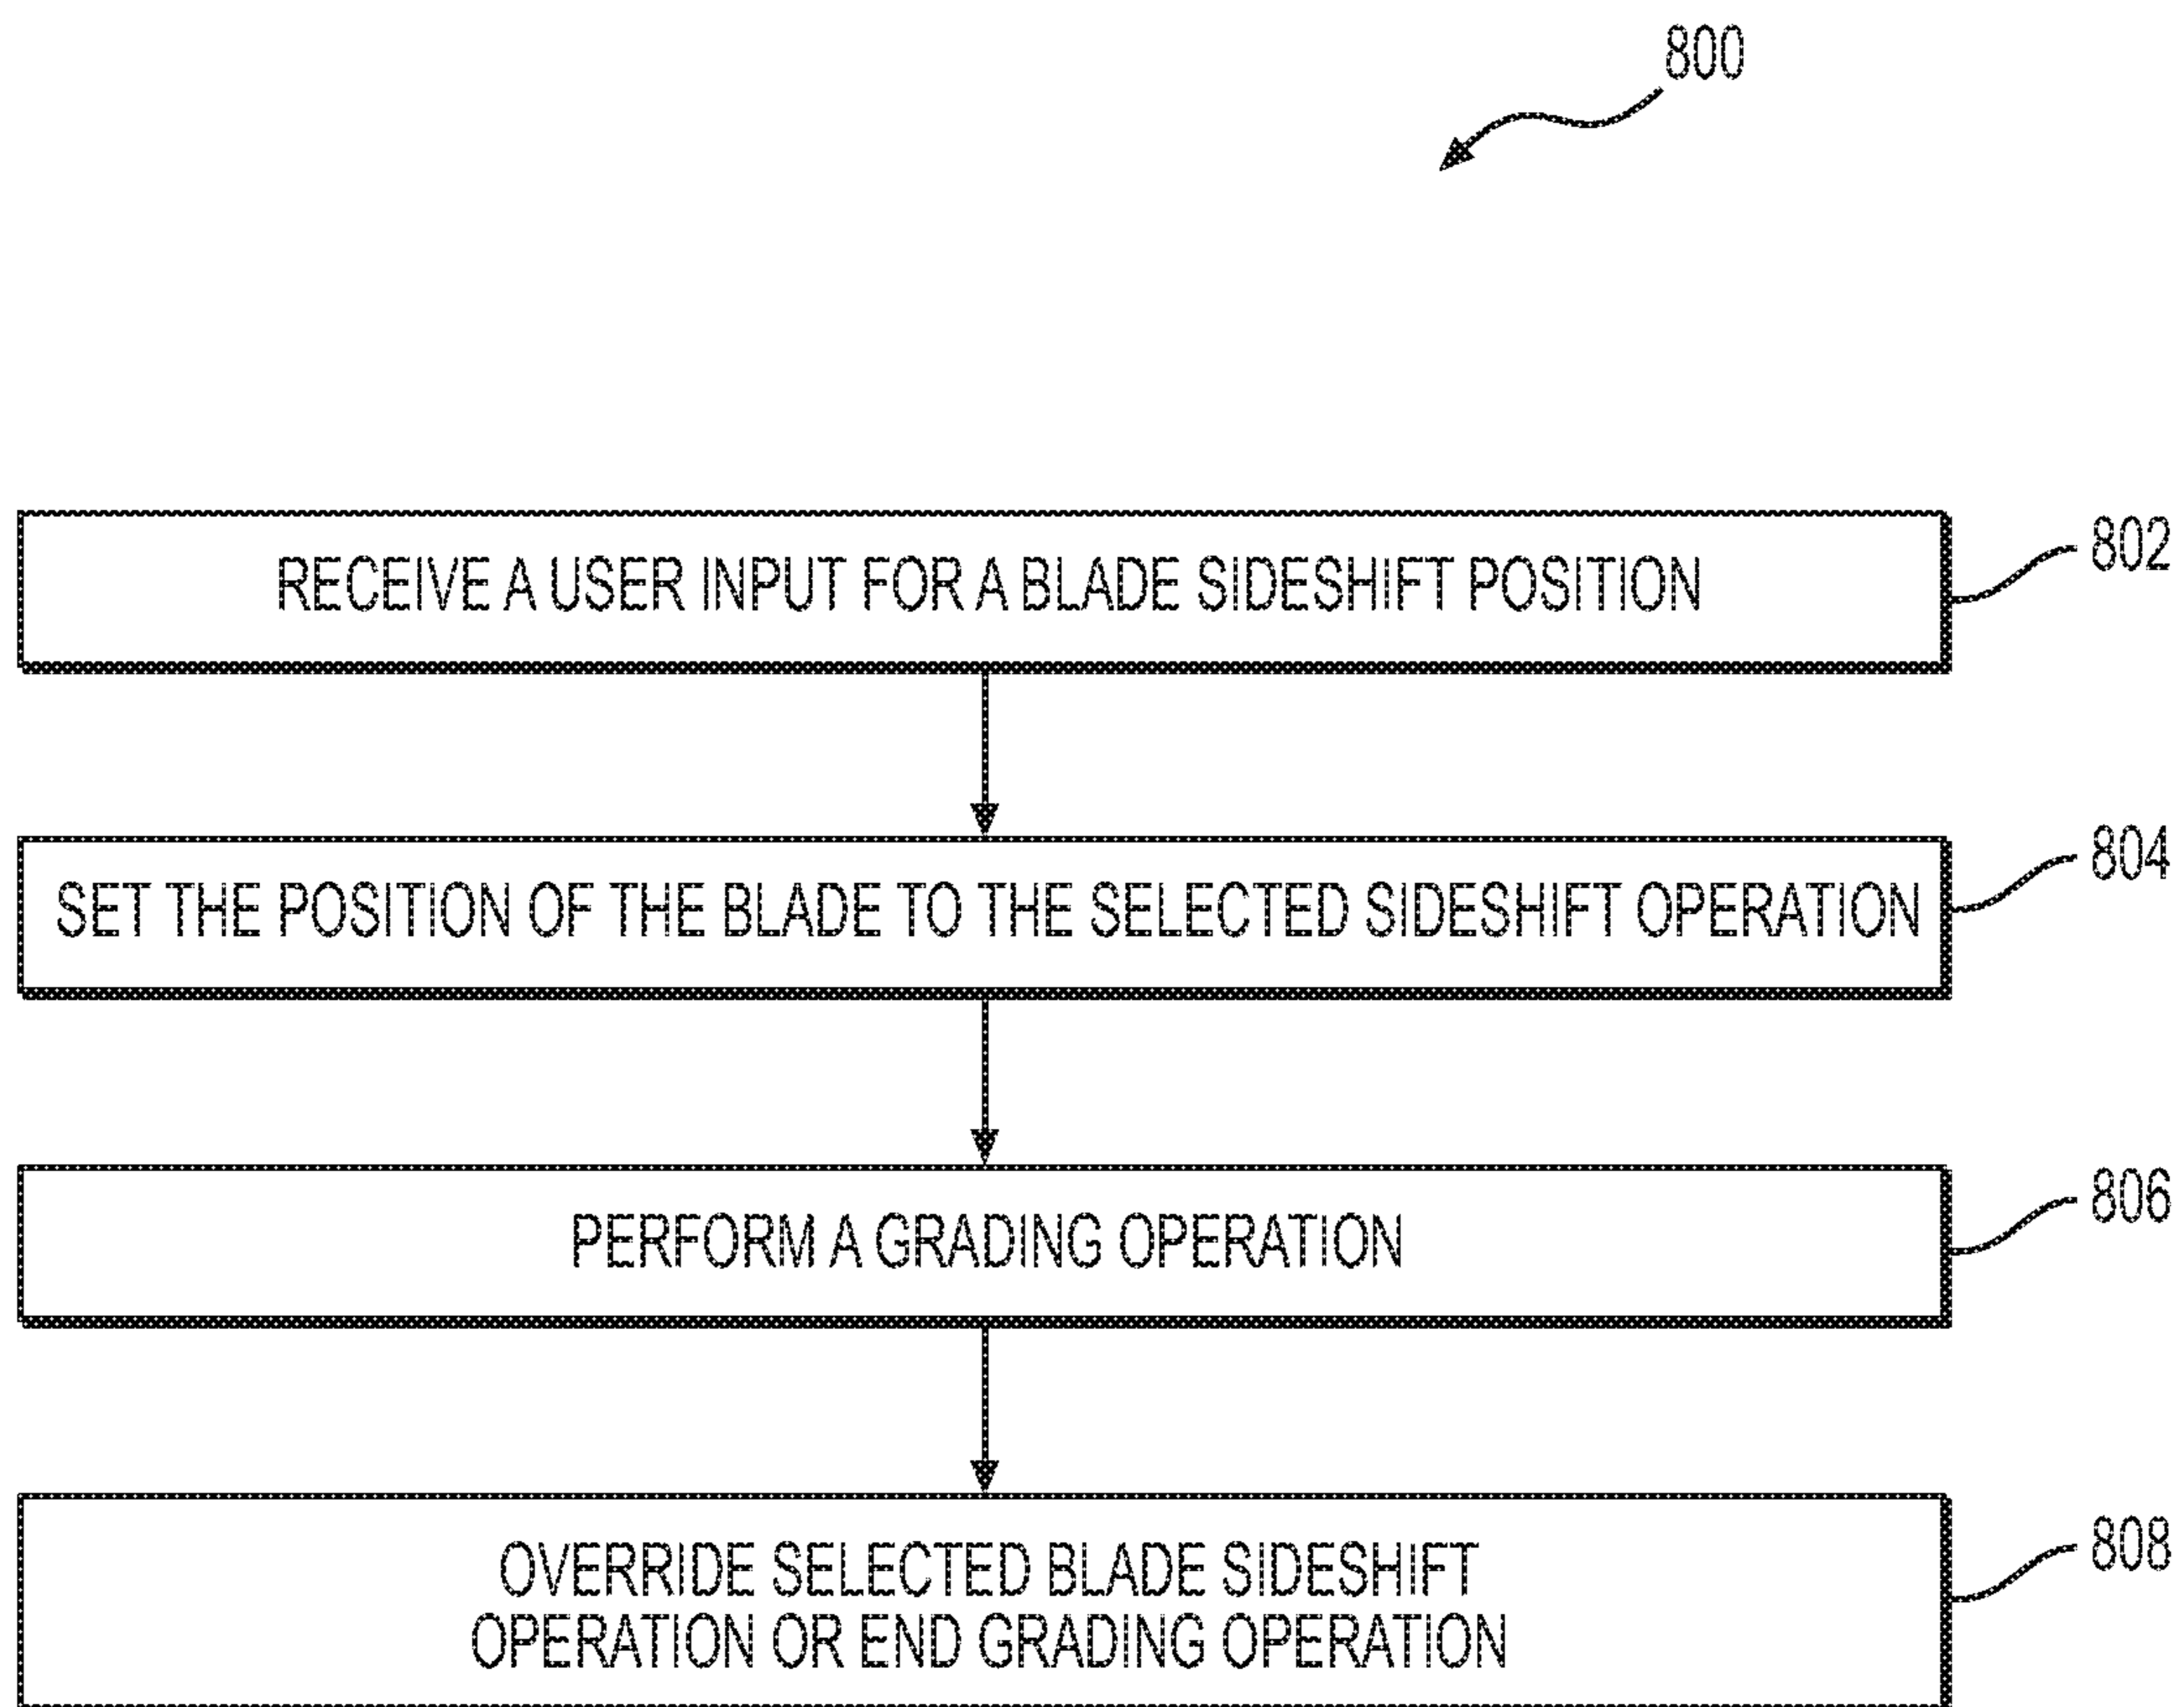 800
RECEIVE A USER INPUT FOR A BLADE SIDESHIFT POSITION
802
SET THE POSITION OF THE BLADE TO THE SELECTED SIDESHIFT OPERATION
804
PERFORM A GRADING OPERATION
806
OVERRIDE SELECTED BLADE SIDESHIFT
OPERATION OR END GRADING OPERATION
808